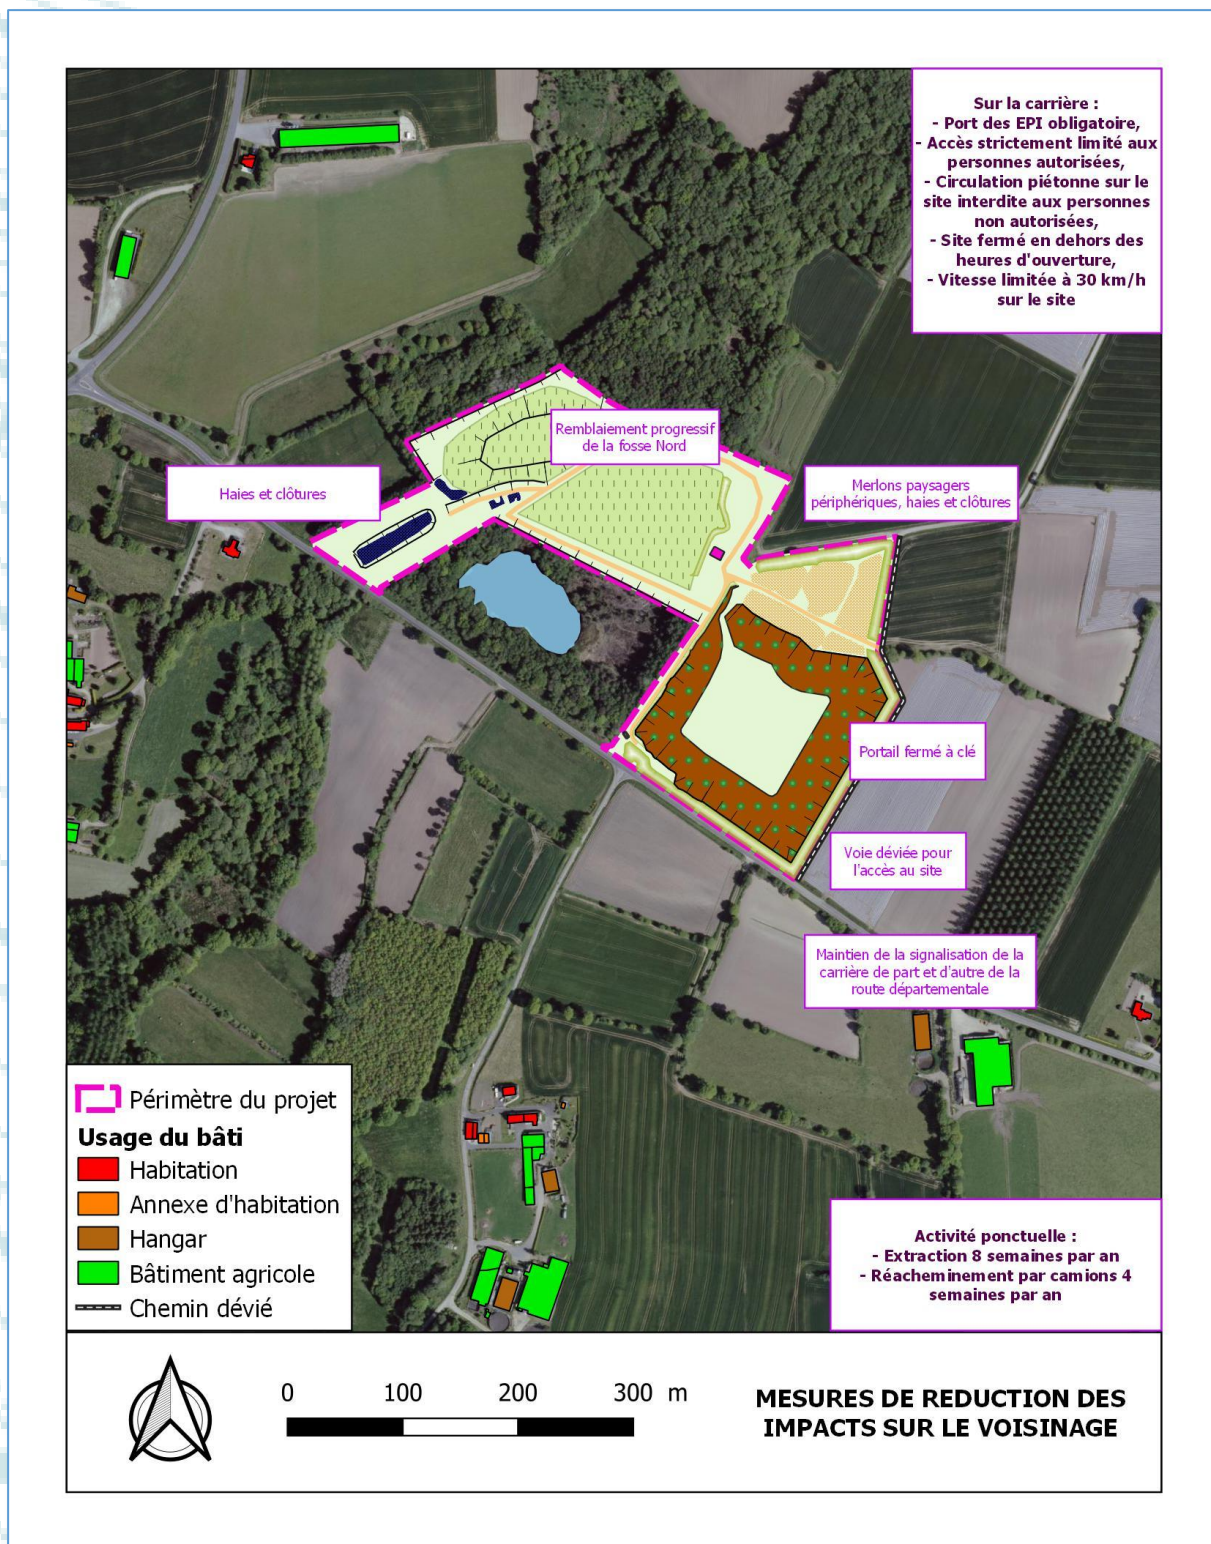 Sur la carrière :
- Port des EPI obligatoire,
- Accès strictement limité aux
personnes autorisées,
- Circulation piétonne sur le
site interdite aux personnes
non autorisées,
- Site fermé en dehors des
heures d'ouverture,
- Vitesse limitée à 30 km/h
sur le site
Remblaiement progressif
de la fosse Nord
Haies et clôtures
Merlons paysagers
périphériques, haies et clôtures
Portail fermé à clé
Voie déviée pour
l'accès au site
Maintien de la signalisation de la
carrière de part et d'autre de la
route départementale
Périmètre du projet
Usage du bâti
Habitation
Annexe d'habitation
Hangar
Bâtiment agricole
Chemin dévié
Activité ponctuelle :
- Extraction 8 semaines par an
- Réacheminement par camions 4
semaines par an
0 100 200 300 m
MESURES DE REDUCTION DES
IMPACTS SUR LE VOISINAGE